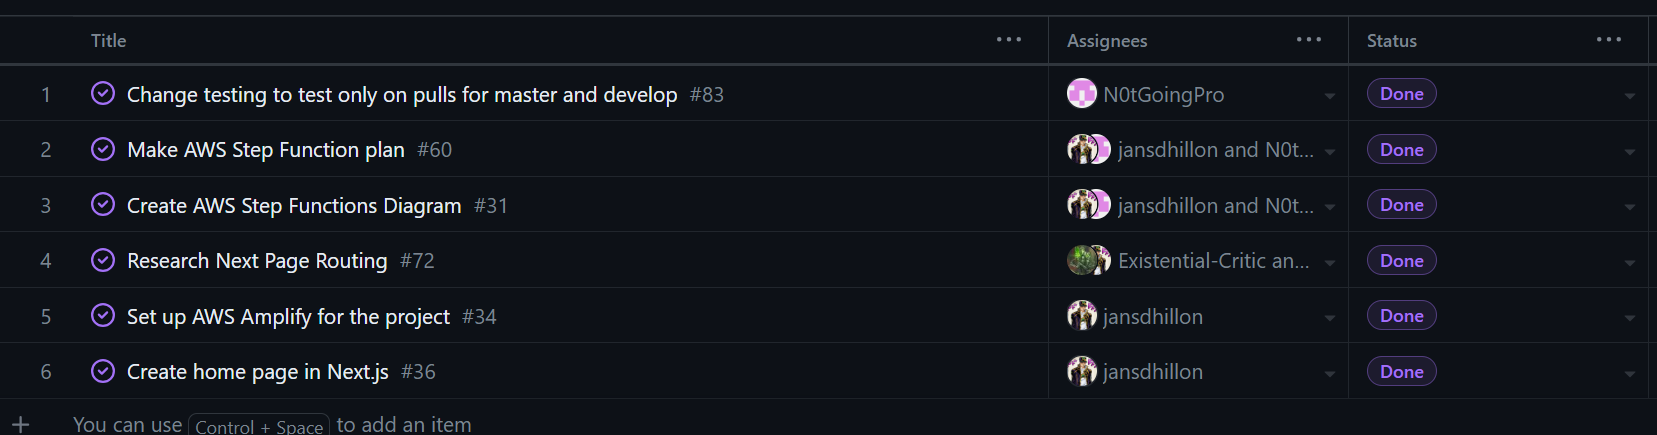 Title ... Assignees ... Status ...
1 Change testing to test only on pulls for master and develop #83 N0tGoingPro Done
2 Make AWS Step Function plan #60 jansdhillon and N0t... Done
3 Create AWS Step Functions Diagram #31 jansdhillon and N0t... Done
4 Research Next Page Routing #72 Existential-Critic an... Done
5 Set up AWS Amplify for the project #34 jansdhillon Done
6 Create home page in Next.js #36 jansdhillon Done
+ You can use Control + Space to add an item